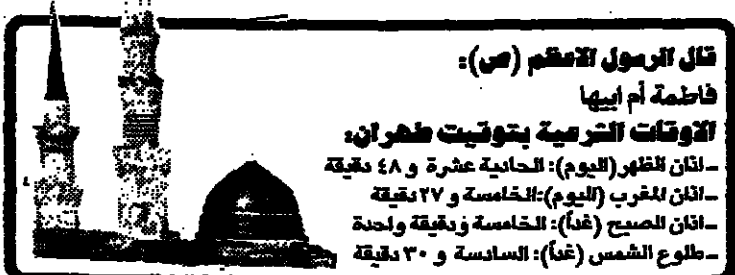 قال الرسول الاعظم (ص):
فاطمة أم ابيها
الاوقات الشرعية بتوقيت طهران:
ـ اذان الظهر (اليوم): الحادية عشرة و ٤٨ دقيقة
ـ اذان المغرب (اليوم): الخامسة و ٢٧ دقيقة
ـ اذان الصبح (غداً): الخامسة ودقيقة واحدة
ـ طلوع الشمس (غداً): السادسة و ٣٠ دقيقة